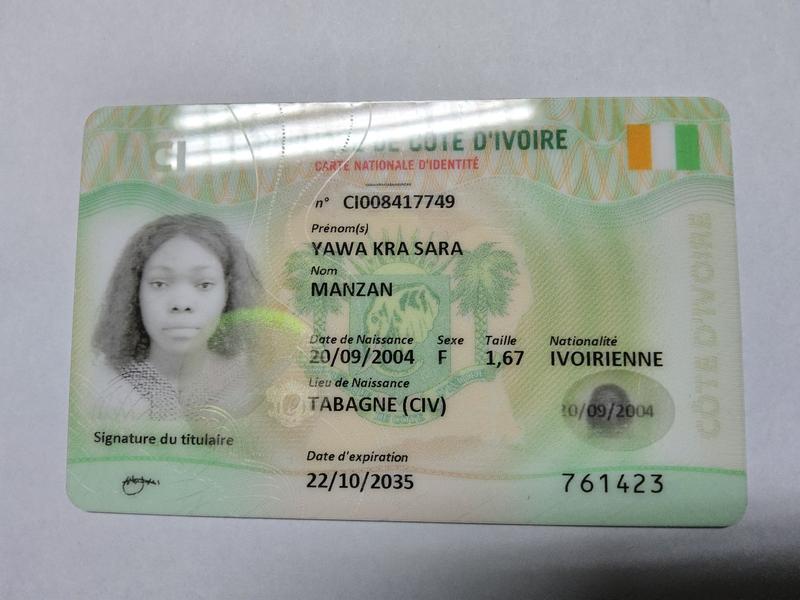 CI
DE CÔTE D'IVOIRE
CARTE NATIONALE D'IDENTITÉ
n° CI008417749
Prénom(s)
YAWA KRA SARA
Nom
MANZAN
Date de Naissance Sexe Taille Nationalité
20/09/2004 F 1,67 IVOIRIENNE
Lieu de Naissance
TABAGNE (CIV)
20/09/2004
CÔTE D'IVOIRE
Signature du titulaire
Date d'expiration
22/10/2035
761423